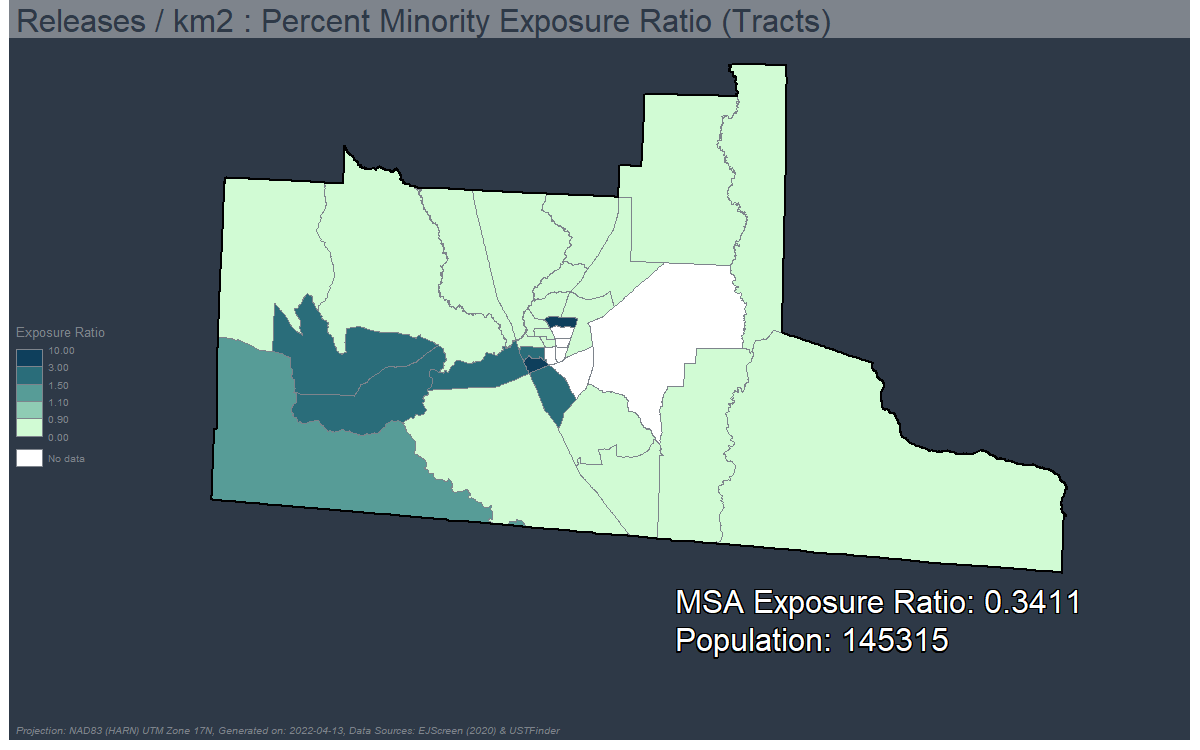 Releases / km2 : Percent Minority Exposure Ratio (Tracts)
Exposure Ratio
10.00
3.00
1.50
1.10
0.90
0.00
No data
MSA Exposure Ratio: 0.3411
Population: 145315
Projection: NAD83 (HARN) UTM Zone 17N, Generated on: 2022-04-13, Data Sources: EJScreen (2020) & USTFinder